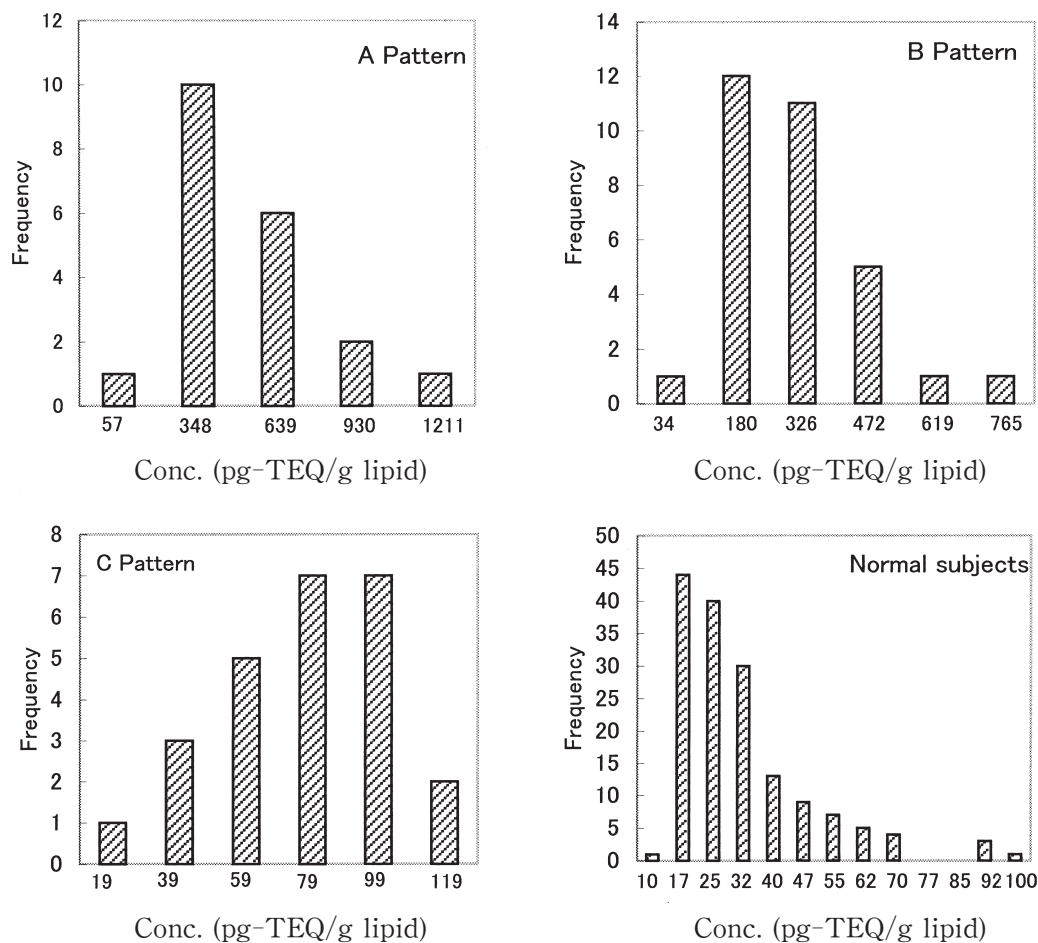 A Pattern
12
10
8
6
4
2
0
Frequency
57 348 639 930 1211
Conc. (pg-TEQ/g lipid)
B Pattern
14
12
10
8
6
4
2
0
Frequency
34 180 326 472 619 765
Conc. (pg-TEQ/g lipid)
C Pattern
8
7
6
5
4
3
2
1
0
Frequency
19 39 59 79 99 119
Conc. (pg-TEQ/g lipid)
Normal subjects
50
45
40
35
30
25
20
15
10
5
0
Frequency
10 17 25 32 40 47 55 62 70 77 85 92 100
Conc. (pg-TEQ/g lipid)